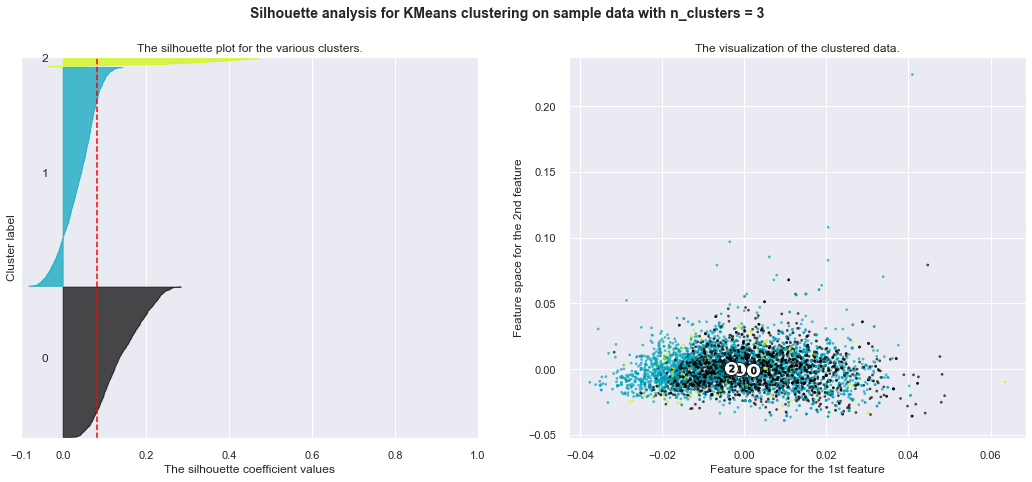 Silhouette analysis for KMeans clustering on sample data with n_clusters = 3
The silhouette plot for the various clusters.
2
1
0
Cluster label
−0.1 0.0 0.2 0.4 0.6 0.8 1.0
The silhouette coefficient values
The visualization of the clustered data.
0.20
0.15
0.10
0.05
0.00
−0.05
Feature space for the 2nd feature
2 1 0
−0.04 −0.02 0.00 0.02 0.04 0.06
Feature space for the 1st feature